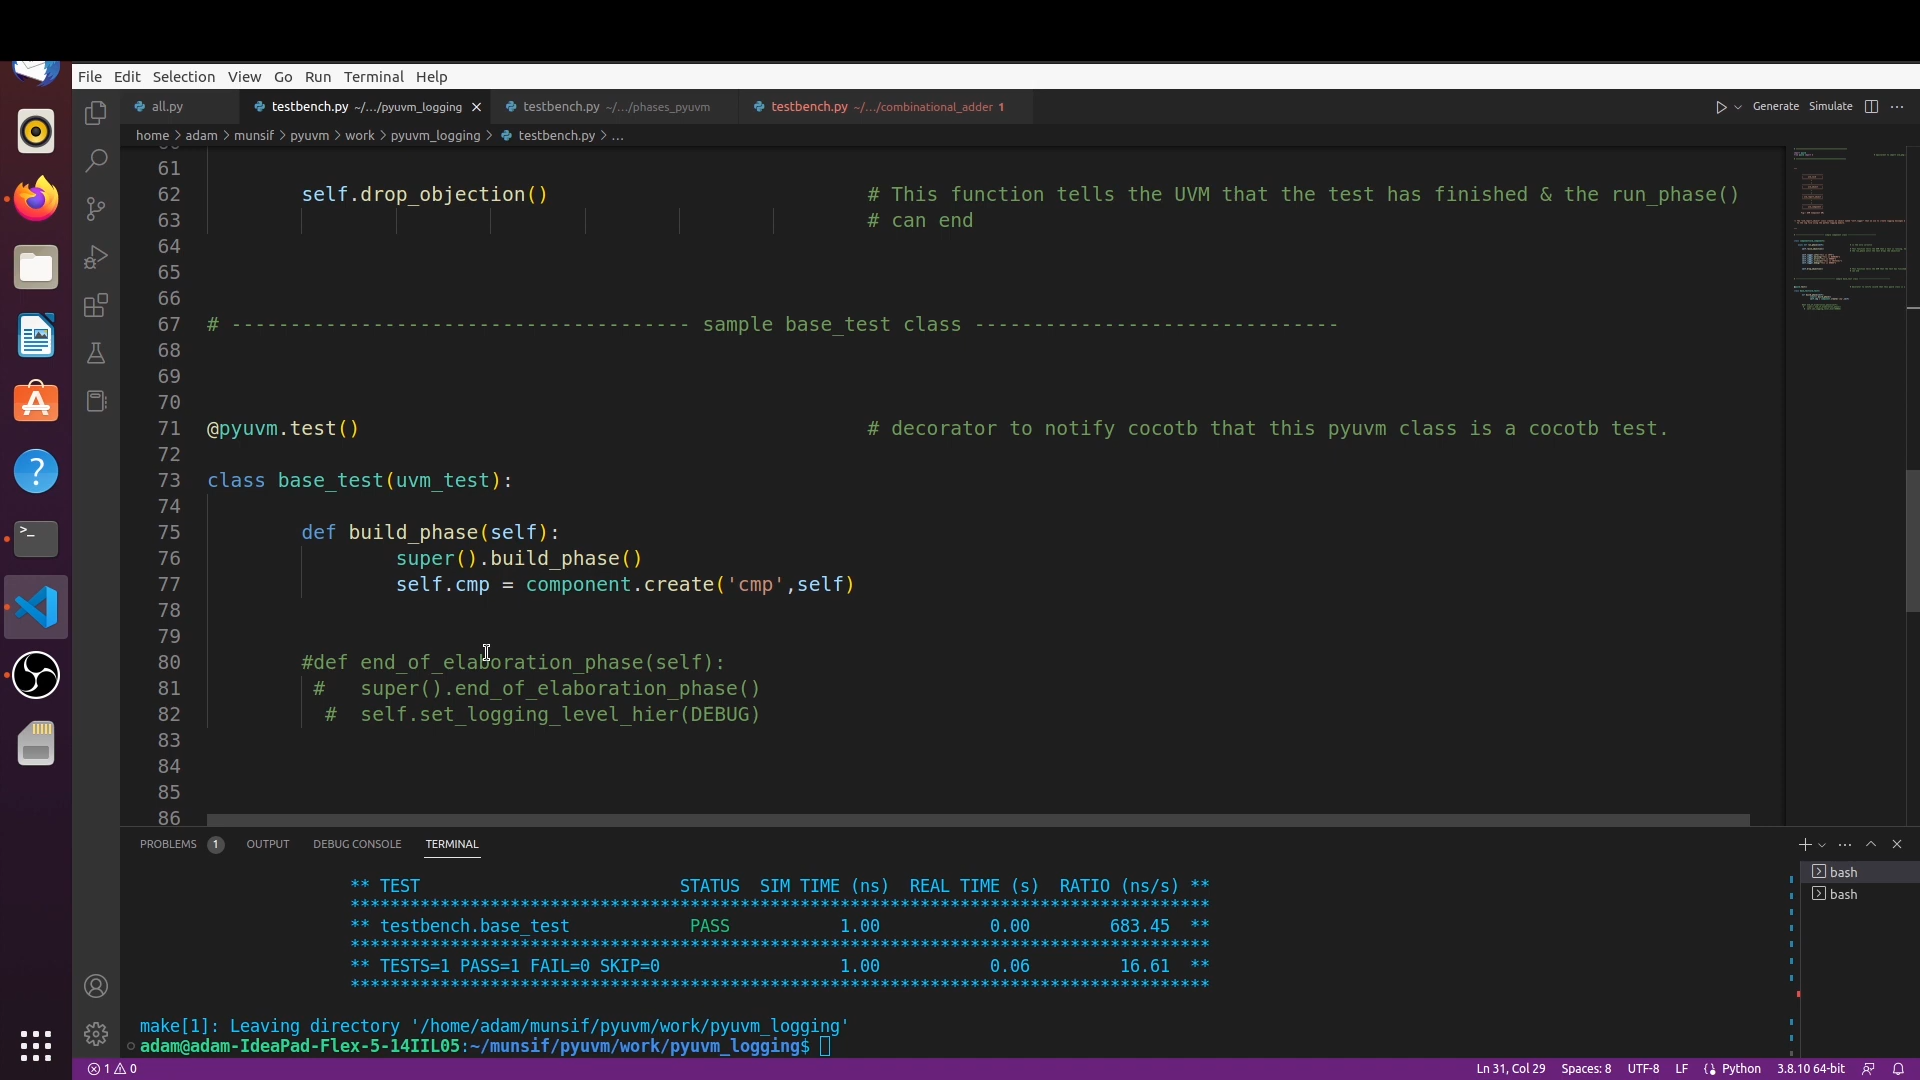 File Edit Selection View Go Run Terminal Help
all.py testbench.py ~/.../pyuvm_logging testbench.py ~/.../phases_pyuvm testbench.py ~/.../combinational_adder 1 Generate Simulate
home > adam > munsif > pyuvm > work > pyuvm_logging > testbench.py > ...
61
62 self.drop_objection() # This function tells the UVM that the test has finished & the run_phase()
63 # can end
64
65
66
67 # --------------------------------------- sample base_test class -------------------------------
68
69
70
71 @pyuvm.test() # decorator to notify cocotb that this pyuvm class is a cocotb test.
72
73 class base_test(uvm_test):
74
75 def build_phase(self):
76 super().build_phase()
77 self.cmp = component.create('cmp',self)
78
79
80 #def end_of_elaboration_phase(self):
81 # super().end_of_elaboration_phase()
82 # self.set_logging_level_hier(DEBUG)
83
84
85
86
PROBLEMS 1 OUTPUT DEBUG CONSOLE TERMINAL
** TEST STATUS SIM TIME (ns) REAL TIME (s) RATIO (ns/s) **
**************************************************************************************
** testbench.base_test PASS 1.00 0.00 683.45 **
**************************************************************************************
** TESTS=1 PASS=1 FAIL=0 SKIP=0 1.00 0.06 16.61 **
**************************************************************************************
make[1]: Leaving directory '/home/adam/munsif/pyuvm/work/pyuvm_logging'
adam@adam-IdeaPad-Flex-5-14IIL05:~/munsif/pyuvm/work/pyuvm_logging$
bash
bash
1 0 Ln 31, Col 29 Spaces: 8 UTF-8 LF Python 3.8.10 64-bit